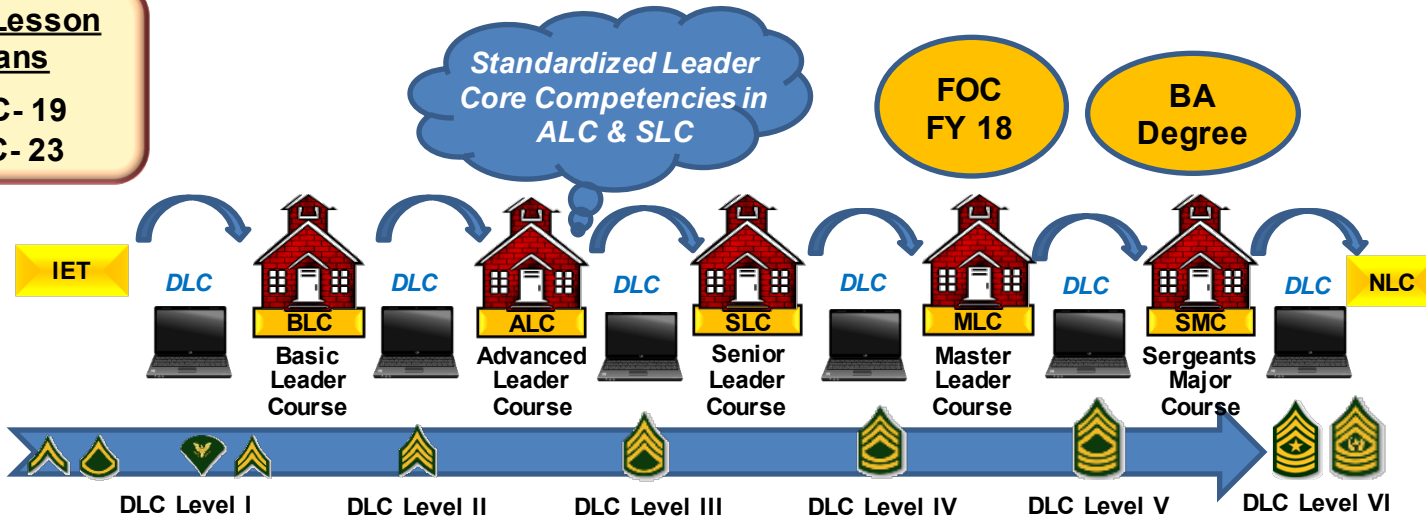 Lesson
ans
C- 19
C- 23
Standardized Leader
Core Competencies in
ALC & SLC
FOC
FY 18
BA
Degree
IET
DLC
DLC
DLC
DLC
DLC
DLC
NLC
BLC
ALC
SLC
MLC
SMC
Basic
Leader
Course
Advanced
Leader
Course
Senior
Leader
Course
Master
Leader
Course
Sergeants
Major
Course
DLC Level I
DLC Level II
DLC Level III
DLC Level IV
DLC Level V
DLC Level VI